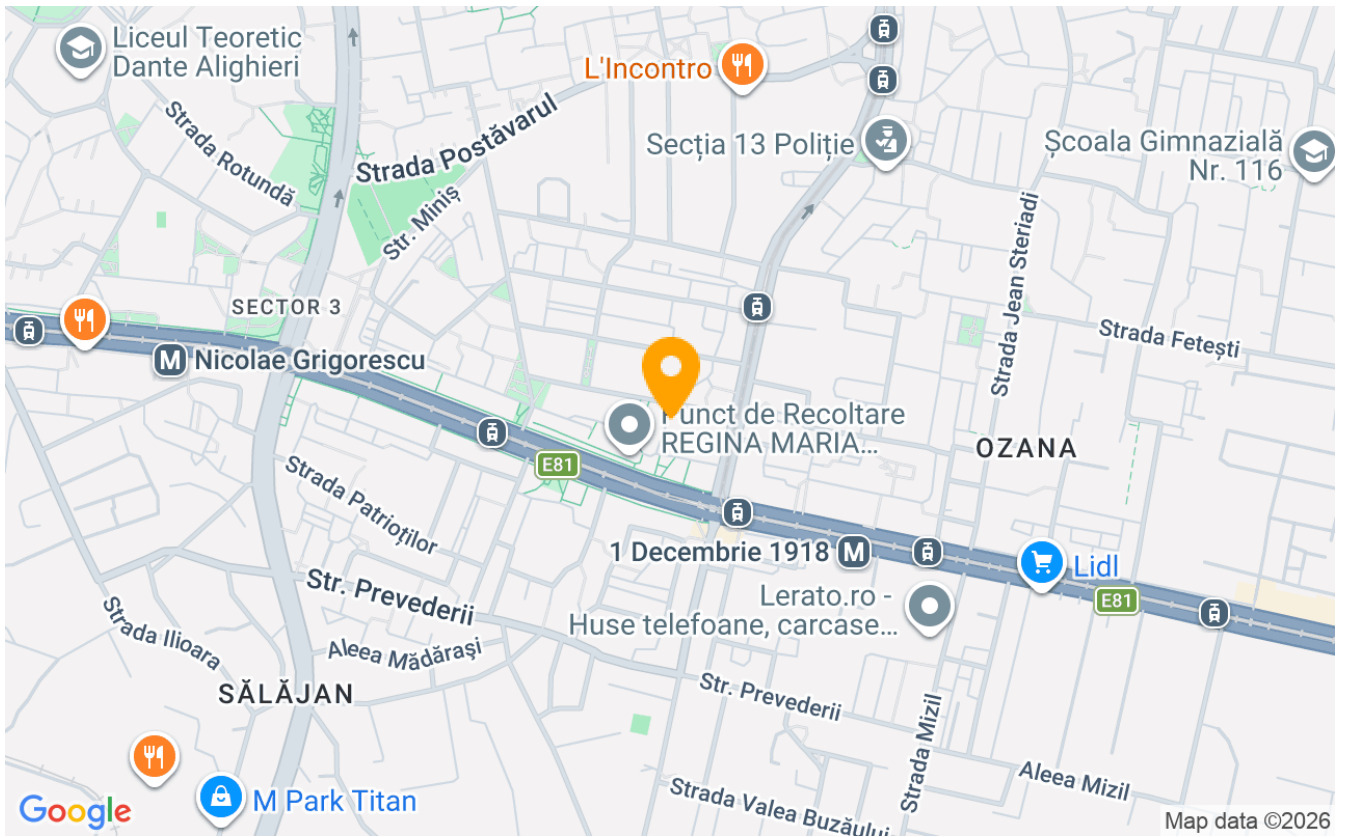 Liceul Teoretic
Dante Alighieri
L'Incontro
Strada Rotundă
Strada Postăvarul
Secția 13 Poliție
Școala Gimnazială
Nr. 116
Str. Miniș
Strada Jean Steriadi
SECTOR 3
Strada Fetești
M Nicolae Grigorescu
Punct de Recoltare
REGINA MARIA...
OZANA
E81
Strada Patrioților
1 Decembrie 1918 M
Lidl
E81
Str. Prevederii
Lerato.ro -
Huse telefoane, carcase...
Strada Ilioara
Aleea Mădărași
SĂLĂJAN
Str. Prevederii
Strada Mizil
Aleea Mizil
Strada Valea Buzăului
M Park Titan
Google
Map data ©2026